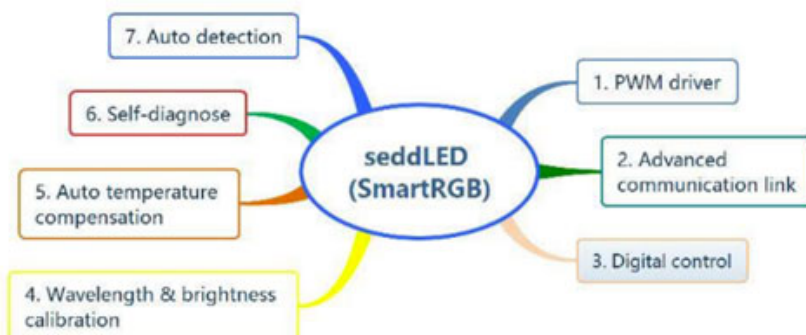 7. Auto detection
1. PWM driver
6. Self-diagnose
seddLED
(SmartRGB)
2. Advanced
communication link
5. Auto temperature
compensation
3. Digital control
4. Wavelength & brightness
calibration